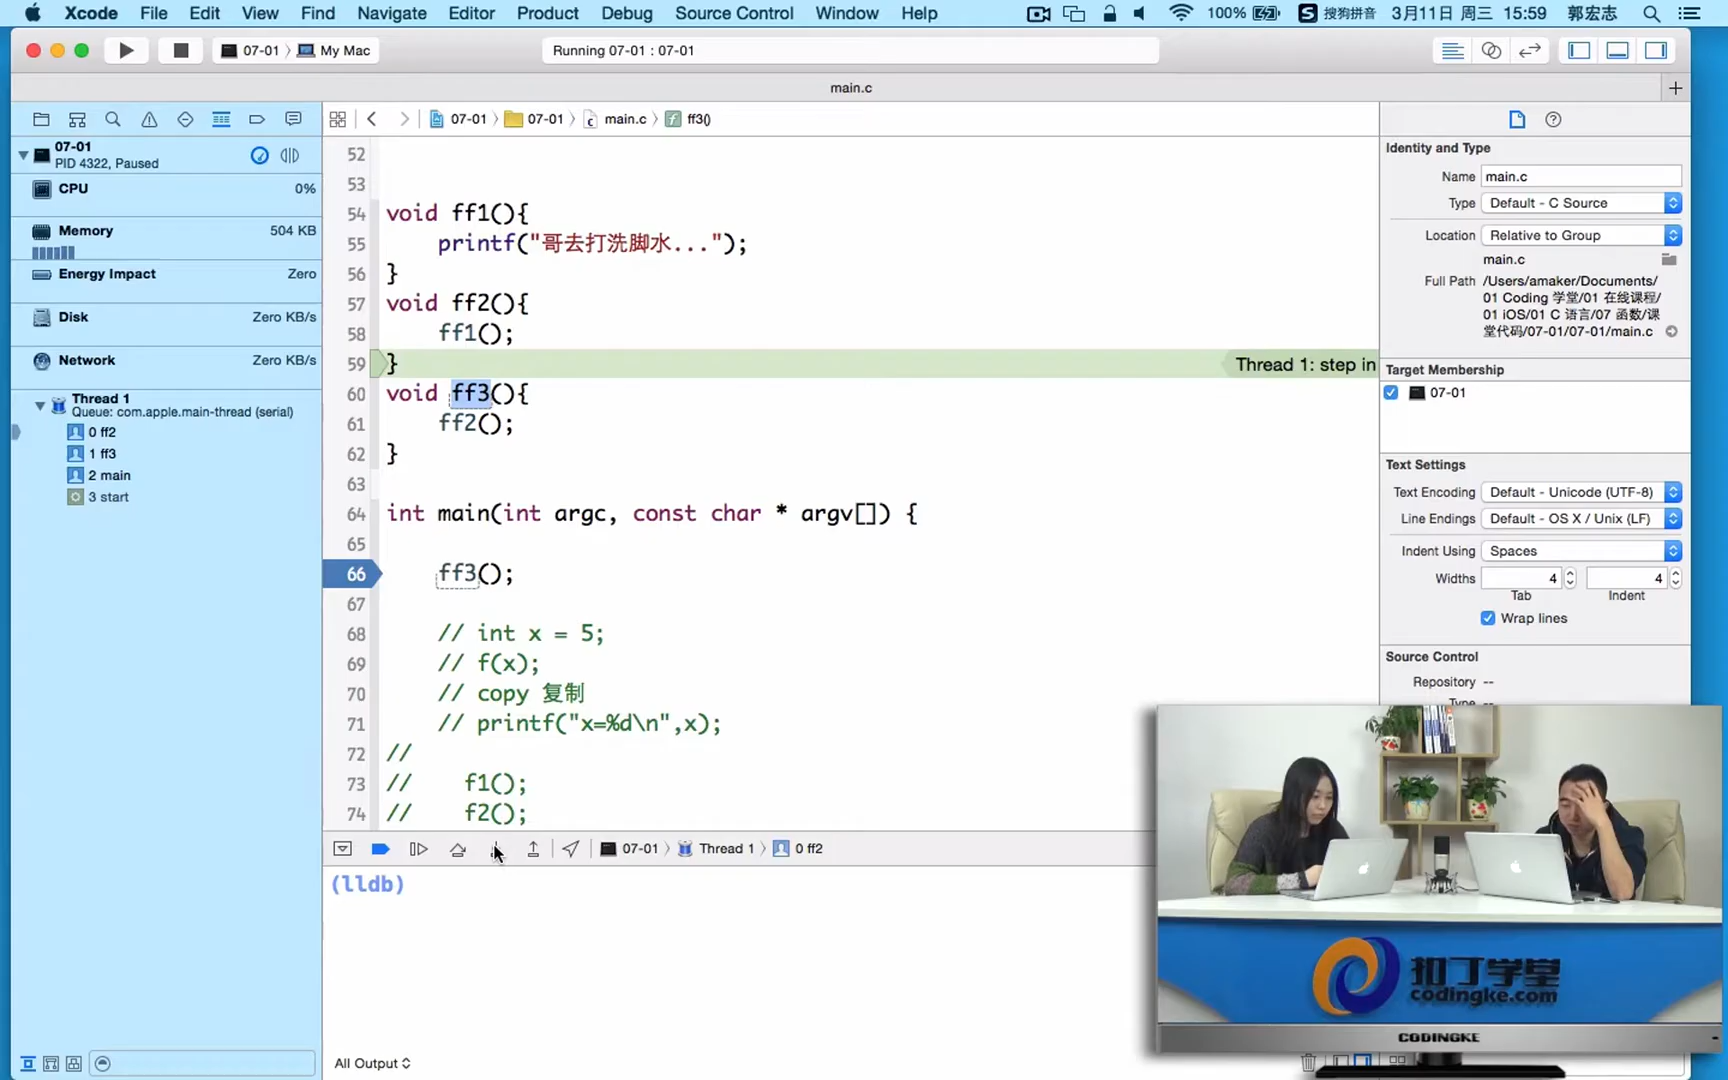 Xcode File Edit View Find Navigate Editor Product Debug Source Control Window Help 100% 搜狗拼音 3月11日 周三 15:59 郭宏志
07-01 My Mac Running 07-01 : 07-01
main.c
07-01 07-01 main.c ff3()
07-01
PID 4322, Paused
CPU 0%
Memory 504 KB
Energy Impact Zero
Disk Zero KB/s
Network Zero KB/s
Thread 1
Queue: com.apple.main-thread (serial)
0 ff2
1 ff3
2 main
3 start
52
53
54 void ff1(){
55 printf("哥去打洗脚水...");
56 }
57 void ff2(){
58 ff1();
59 } Thread 1: step in
60 void ff3(){
61 ff2();
62 }
63
64 int main(int argc, const char * argv[]) {
65
66 ff3();
67
68 // int x = 5;
69 // f(x);
70 // copy 复制
71 // printf("x=%d\n",x);
72 //
73 // f1();
74 // f2();
07-01 Thread 1 0 ff2
(lldb)
All Output
Identity and Type
Name main.c
Type Default - C Source
Location Relative to Group
main.c
Full Path /Users/amaker/Documents/
01 Coding 学堂/01 在线课程/
01 iOS/01 C 语言/07 函数/课
堂代码/07-01/07-01/main.c
Target Membership
07-01
Text Settings
Text Encoding Default - Unicode (UTF-8)
Line Endings Default - OS X / Unix (LF)
Indent Using Spaces
Widths 4 4
Tab Indent
Wrap lines
Source Control
Repository --
Type --
扣丁学堂
codingke.com
CODINGKE